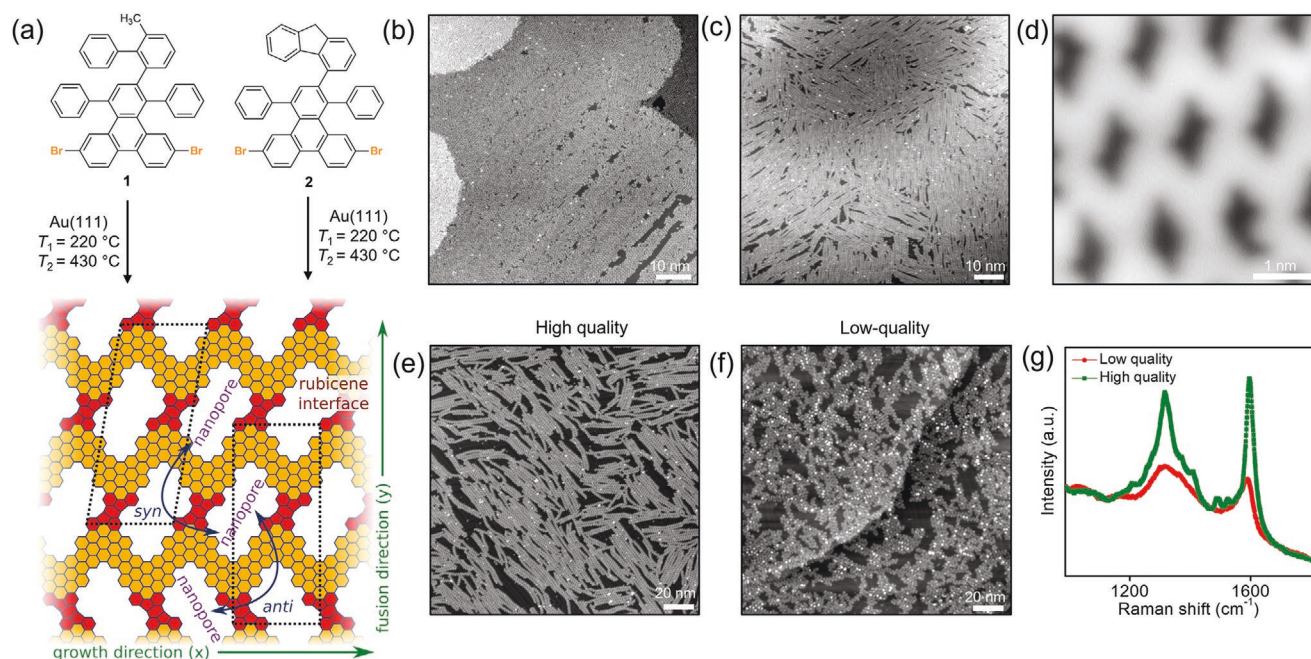 (a)
H₃C
Br
Br
1
Br
Br
2
Au(111)
T₁ = 220 °C
T₂ = 430 °C
Au(111)
T₁ = 220 °C
T₂ = 430 °C
rubicene
interface
nanopore
syn
nanopore
nanopore
anti
growth direction (x)
fusion direction (y)
(b)
10 nm
(c)
10 nm
(d)
1 nm
High quality
(e)
20 nm
Low-quality
(f)
20 nm
(g)
Low quality
High quality
Intensity (a.u.)
1200
1600
Raman shift (cm⁻¹)